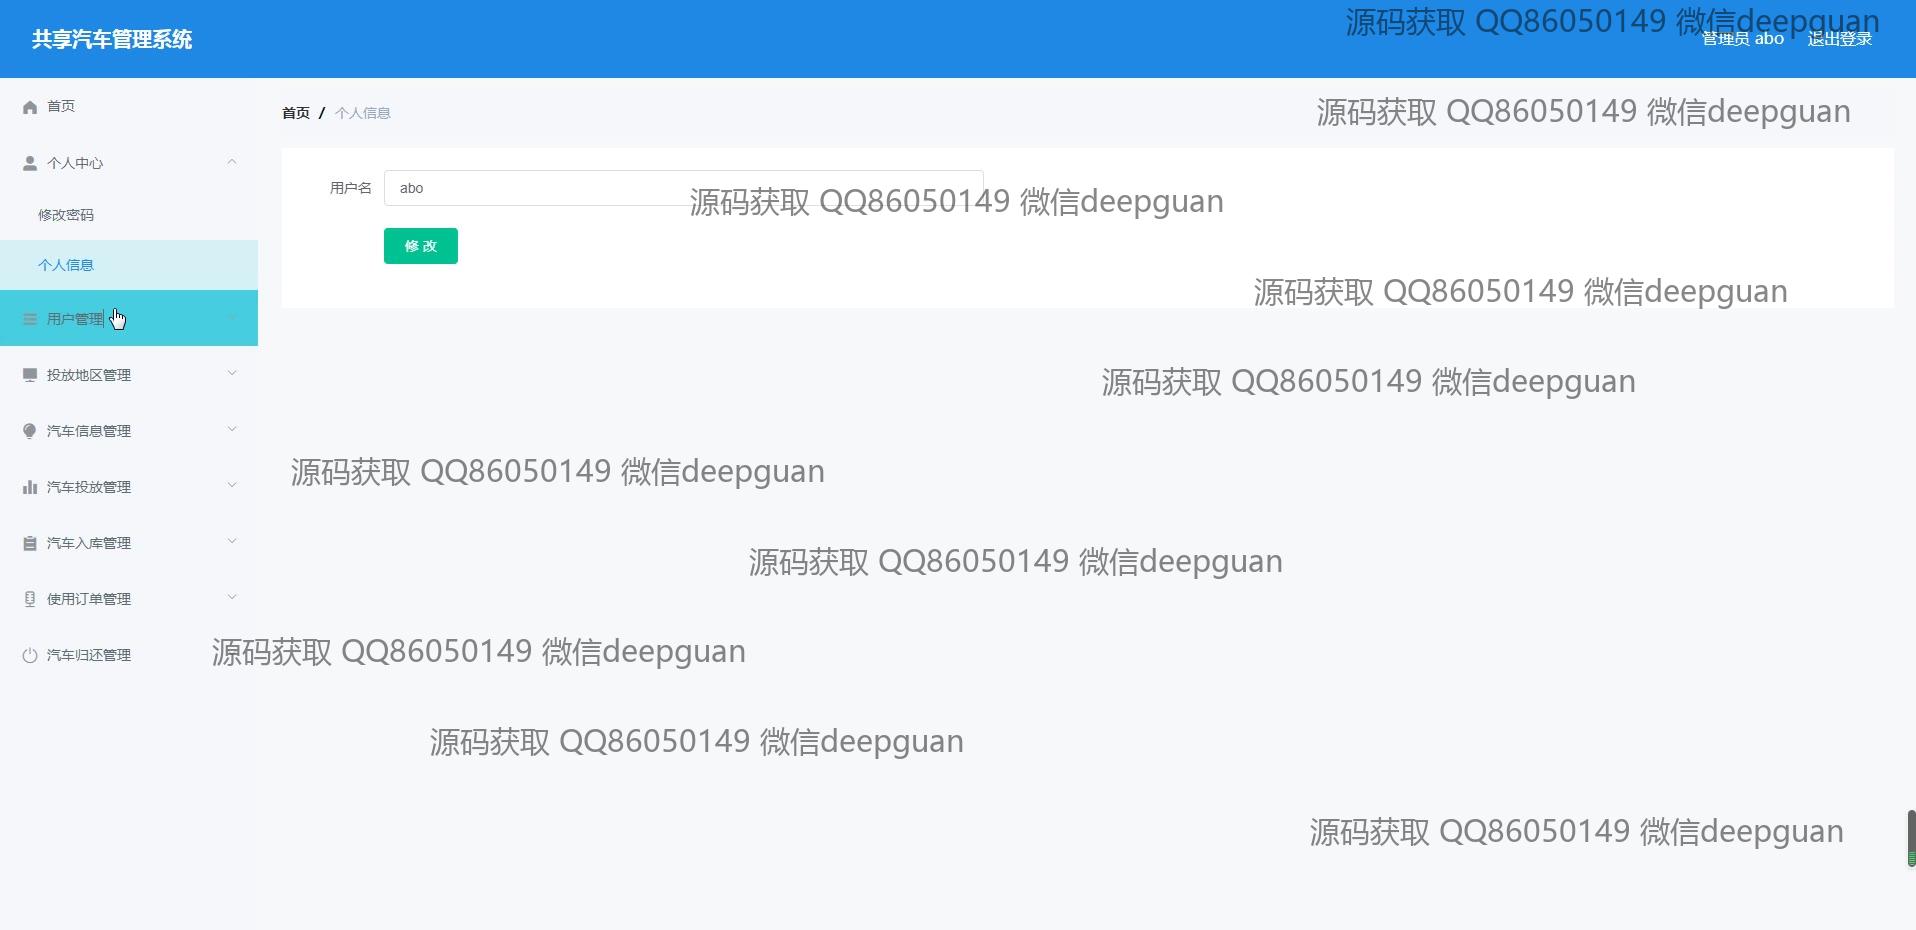 共享汽车管理系统
源码获取 QQ86050149 微信deepguan
管理员 abo 退出登录
首页
首页 / 个人信息
源码获取 QQ86050149 微信deepguan
个人中心
用户名 abo
源码获取 QQ86050149 微信deepguan
修改密码
修 改
个人信息
源码获取 QQ86050149 微信deepguan
用户管理
投放地区管理
源码获取 QQ86050149 微信deepguan
汽车信息管理
源码获取 QQ86050149 微信deepguan
汽车投放管理
汽车入库管理
源码获取 QQ86050149 微信deepguan
使用订单管理
汽车归还管理
源码获取 QQ86050149 微信deepguan
源码获取 QQ86050149 微信deepguan
源码获取 QQ86050149 微信deepguan